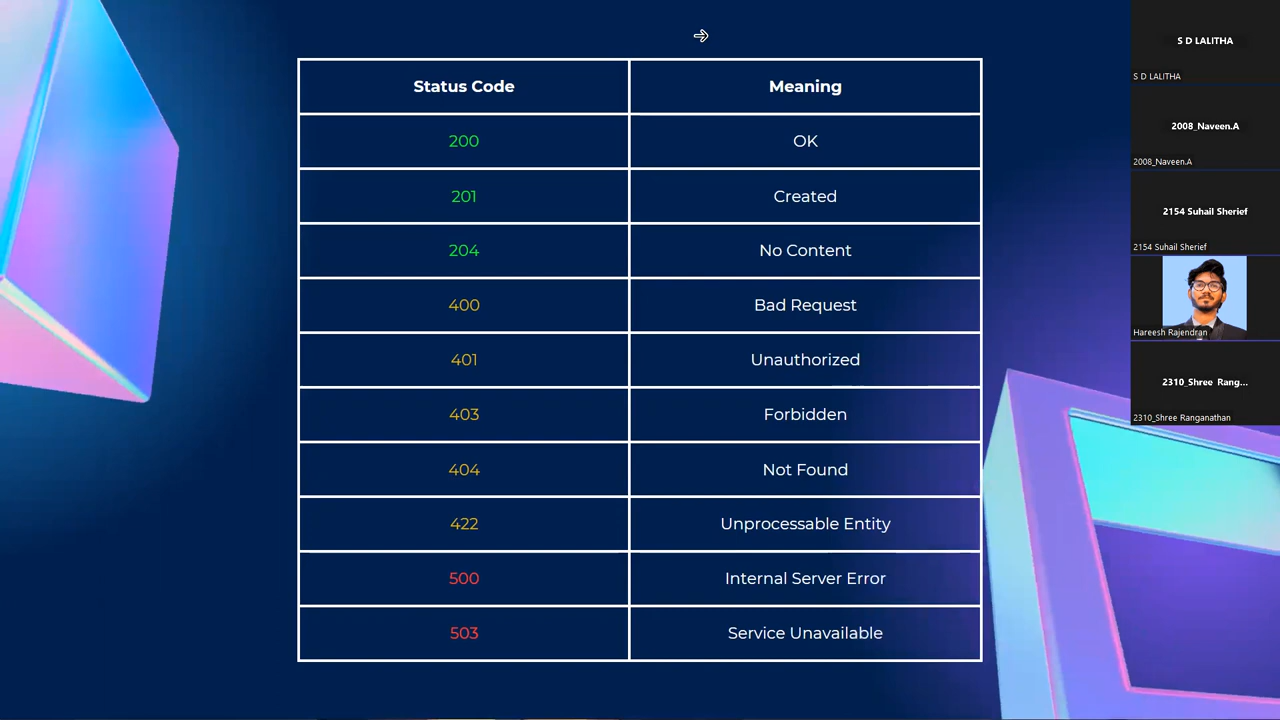 Status Code Meaning
200 OK
201 Created
204 No Content
400 Bad Request
401 Unauthorized
403 Forbidden
404 Not Found
422 Unprocessable Entity
500 Internal Server Error
503 Service Unavailable
S D LALITHA
S D LALITHA
2008_Naveen.A
2008_Naveen.A
2154 Suhail Sherief
2154 Suhail Sherief
Hareesh Rajendran
2310_Shree Rang...
2310_Shree Ranganathan